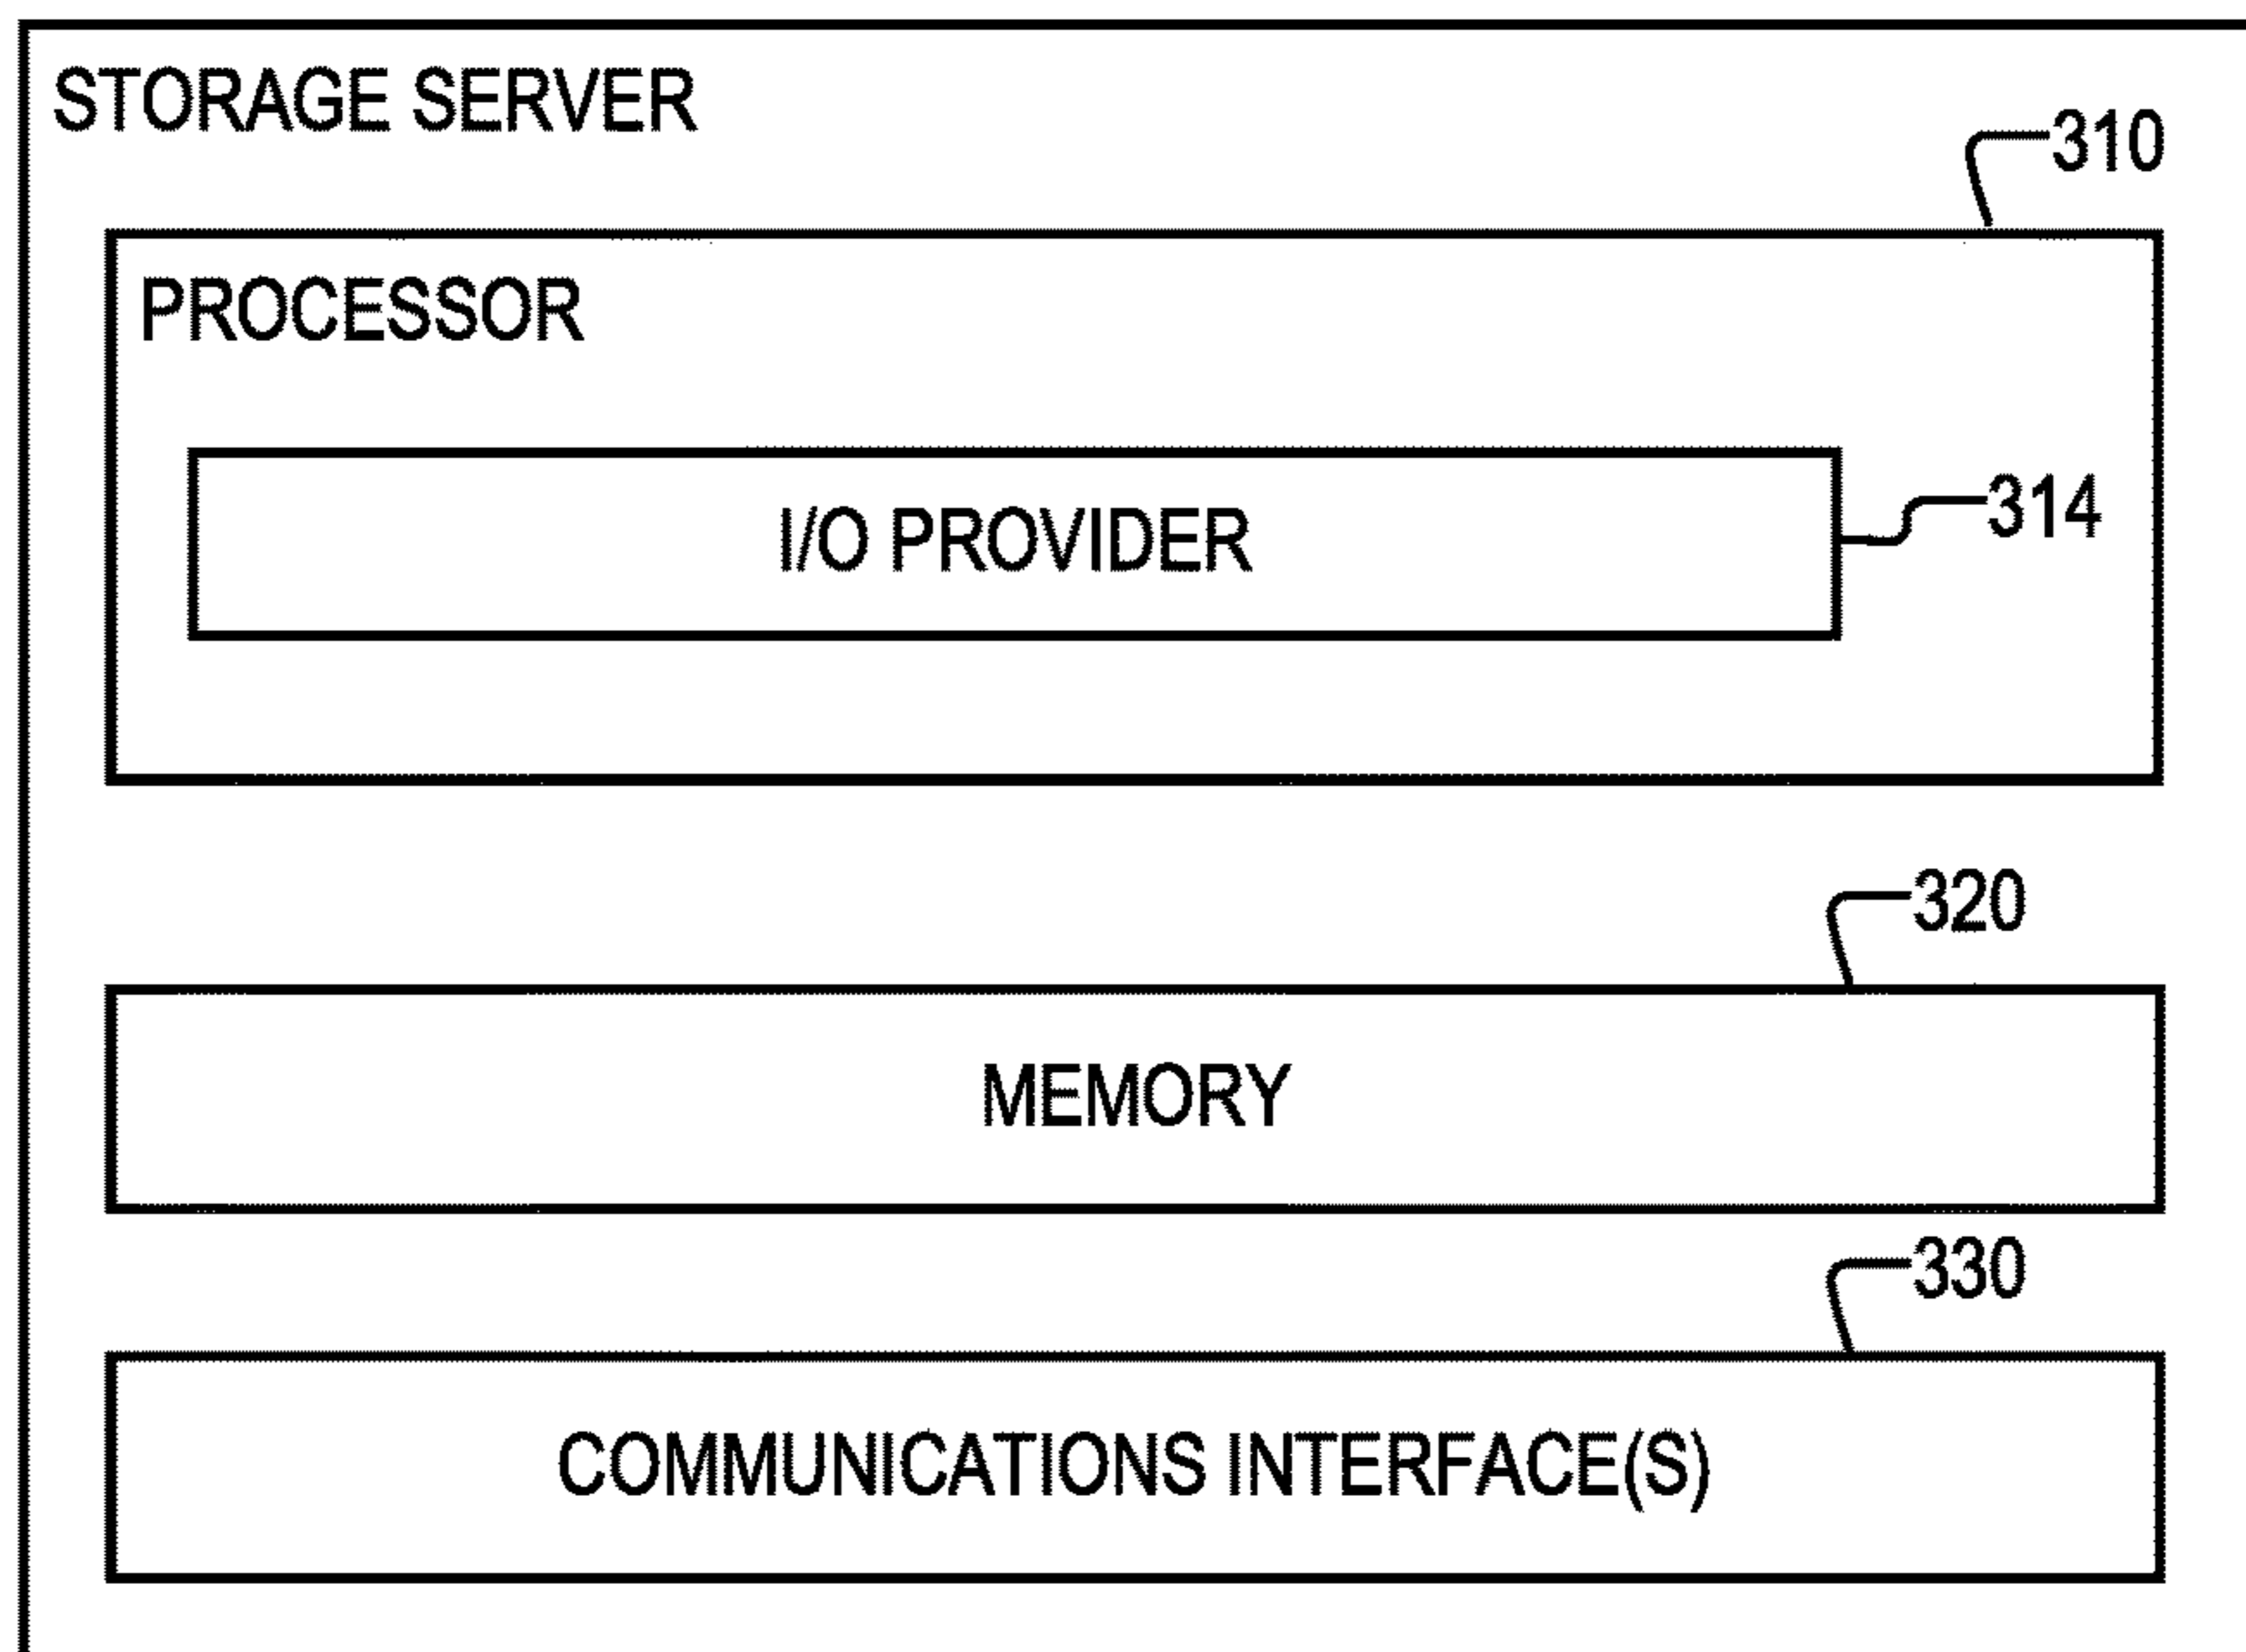 STORAGE SERVER
310
PROCESSOR
I/O PROVIDER
314
320
MEMORY
330
COMMUNICATIONS INTERFACE(S)